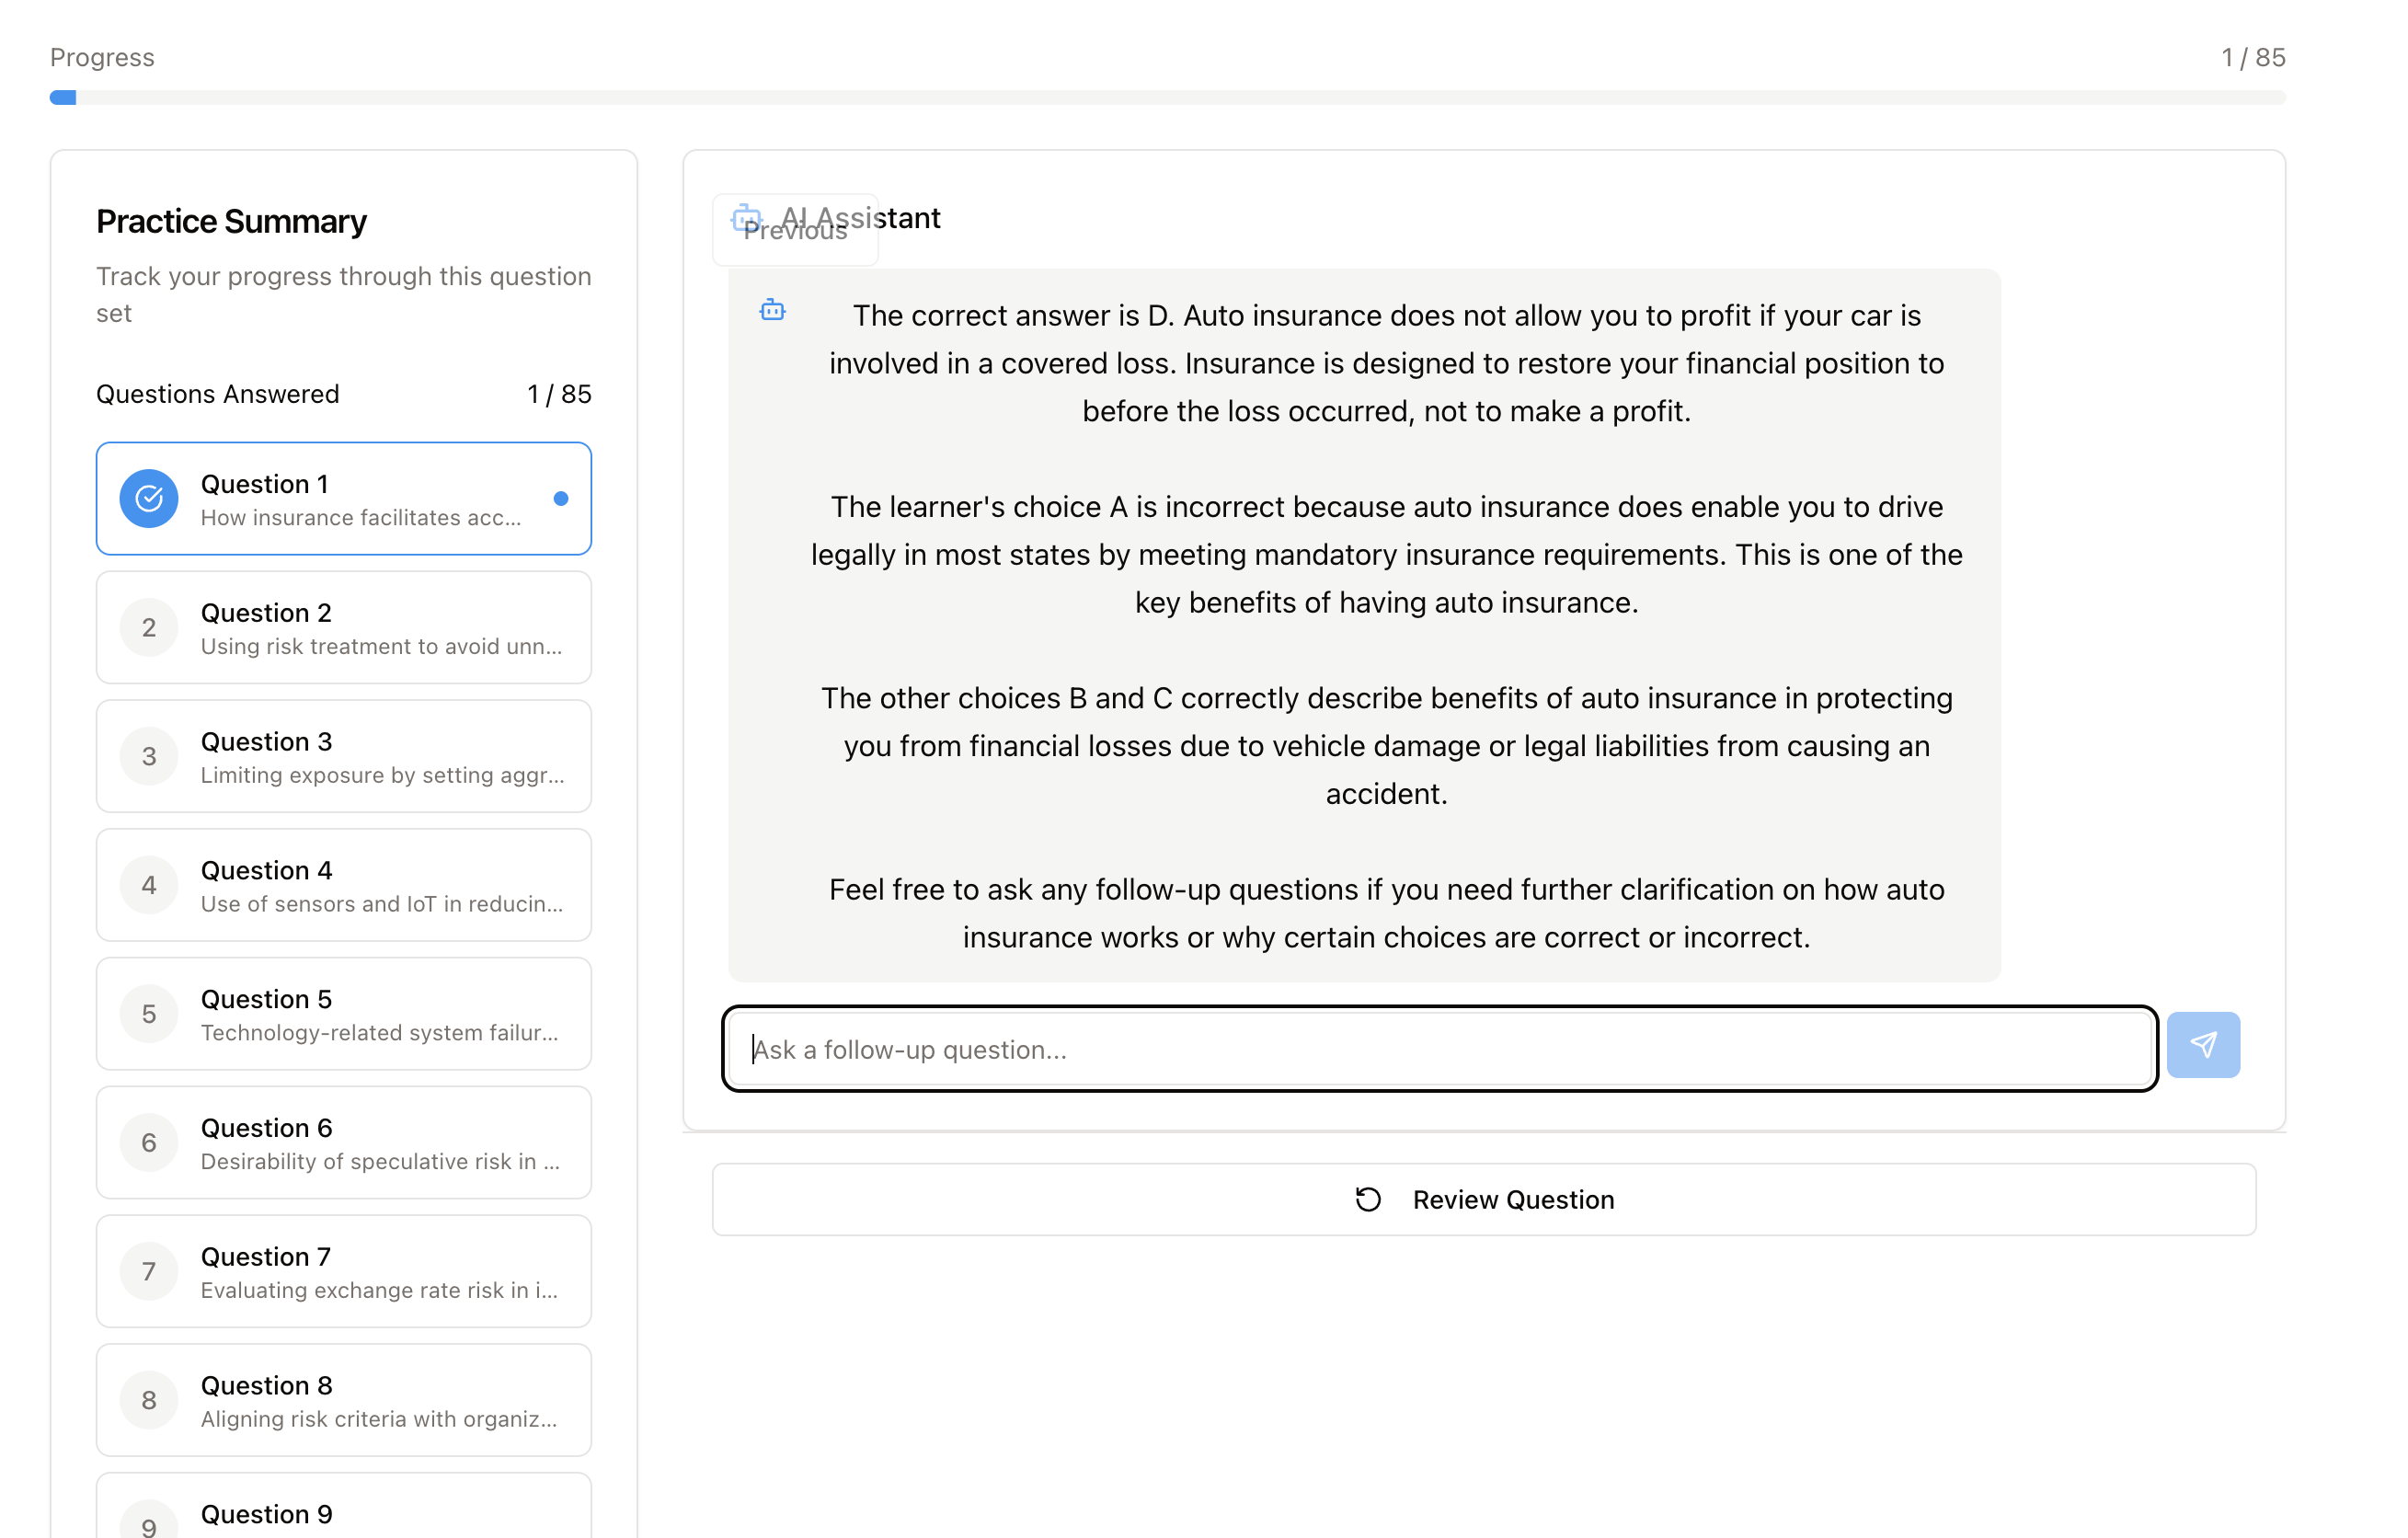 Progress
1 / 85
Practice Summary
Track your progress through this question
set
Questions Answered
1 / 85
Question 1
How insurance facilitates acc...
2
Question 2
Using risk treatment to avoid unn...
3
Question 3
Limiting exposure by setting aggr...
4
Question 4
Use of sensors and IoT in reducin...
5
Question 5
Technology-related system failur...
6
Question 6
Desirability of speculative risk in ...
7
Question 7
Evaluating exchange rate risk in i...
8
Question 8
Aligning risk criteria with organiz...
9
Question 9
AI Assistant
Previous
The correct answer is D. Auto insurance does not allow you to profit if your car is
involved in a covered loss. Insurance is designed to restore your financial position to
before the loss occurred, not to make a profit.
The learner's choice A is incorrect because auto insurance does enable you to drive
legally in most states by meeting mandatory insurance requirements. This is one of the
key benefits of having auto insurance.
The other choices B and C correctly describe benefits of auto insurance in protecting
you from financial losses due to vehicle damage or legal liabilities from causing an
accident.
Feel free to ask any follow-up questions if you need further clarification on how auto
insurance works or why certain choices are correct or incorrect.
Ask a follow-up question...
Review Question